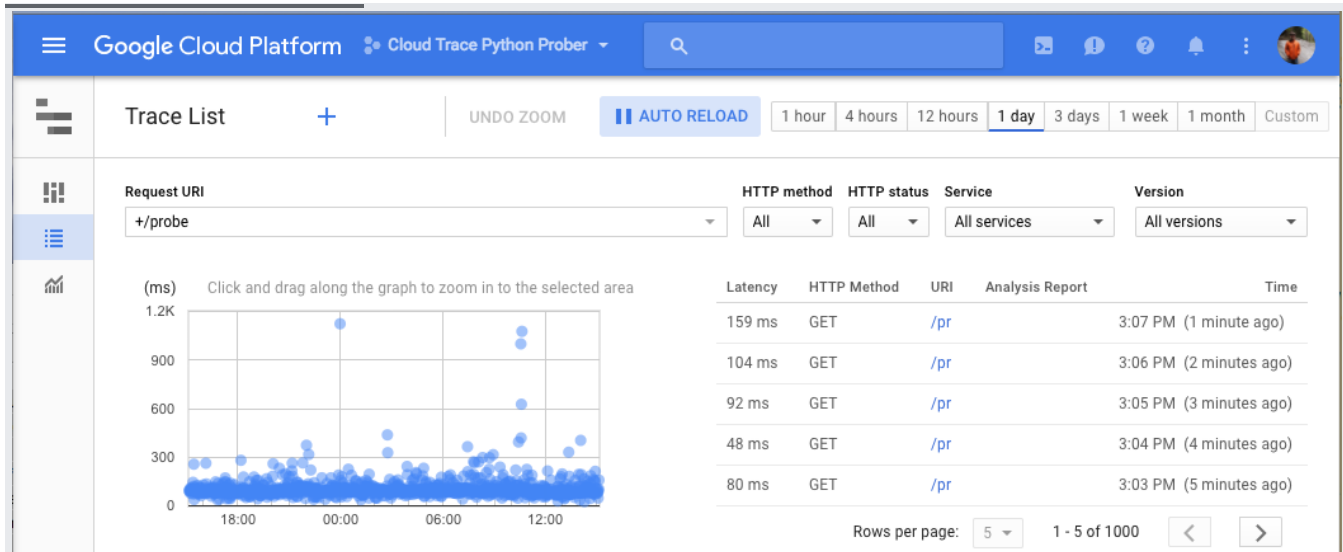 Google Cloud Platform Cloud Trace Python Prober
Trace List + UNDO ZOOM AUTO RELOAD 1 hour 4 hours 12 hours 1 day 3 days 1 week 1 month Custom
Request URI HTTP method HTTP status Service Version
+/probe All All All services All versions
(ms) Click and drag along the graph to zoom in to the selected area
1.2K
900
600
300
0
18:00 00:00 06:00 12:00
Latency HTTP Method URI Analysis Report Time
159 ms GET /pr 3:07 PM (1 minute ago)
104 ms GET /pr 3:06 PM (2 minutes ago)
92 ms GET /pr 3:05 PM (3 minutes ago)
48 ms GET /pr 3:04 PM (4 minutes ago)
80 ms GET /pr 3:03 PM (5 minutes ago)
Rows per page: 5 1 - 5 of 1000